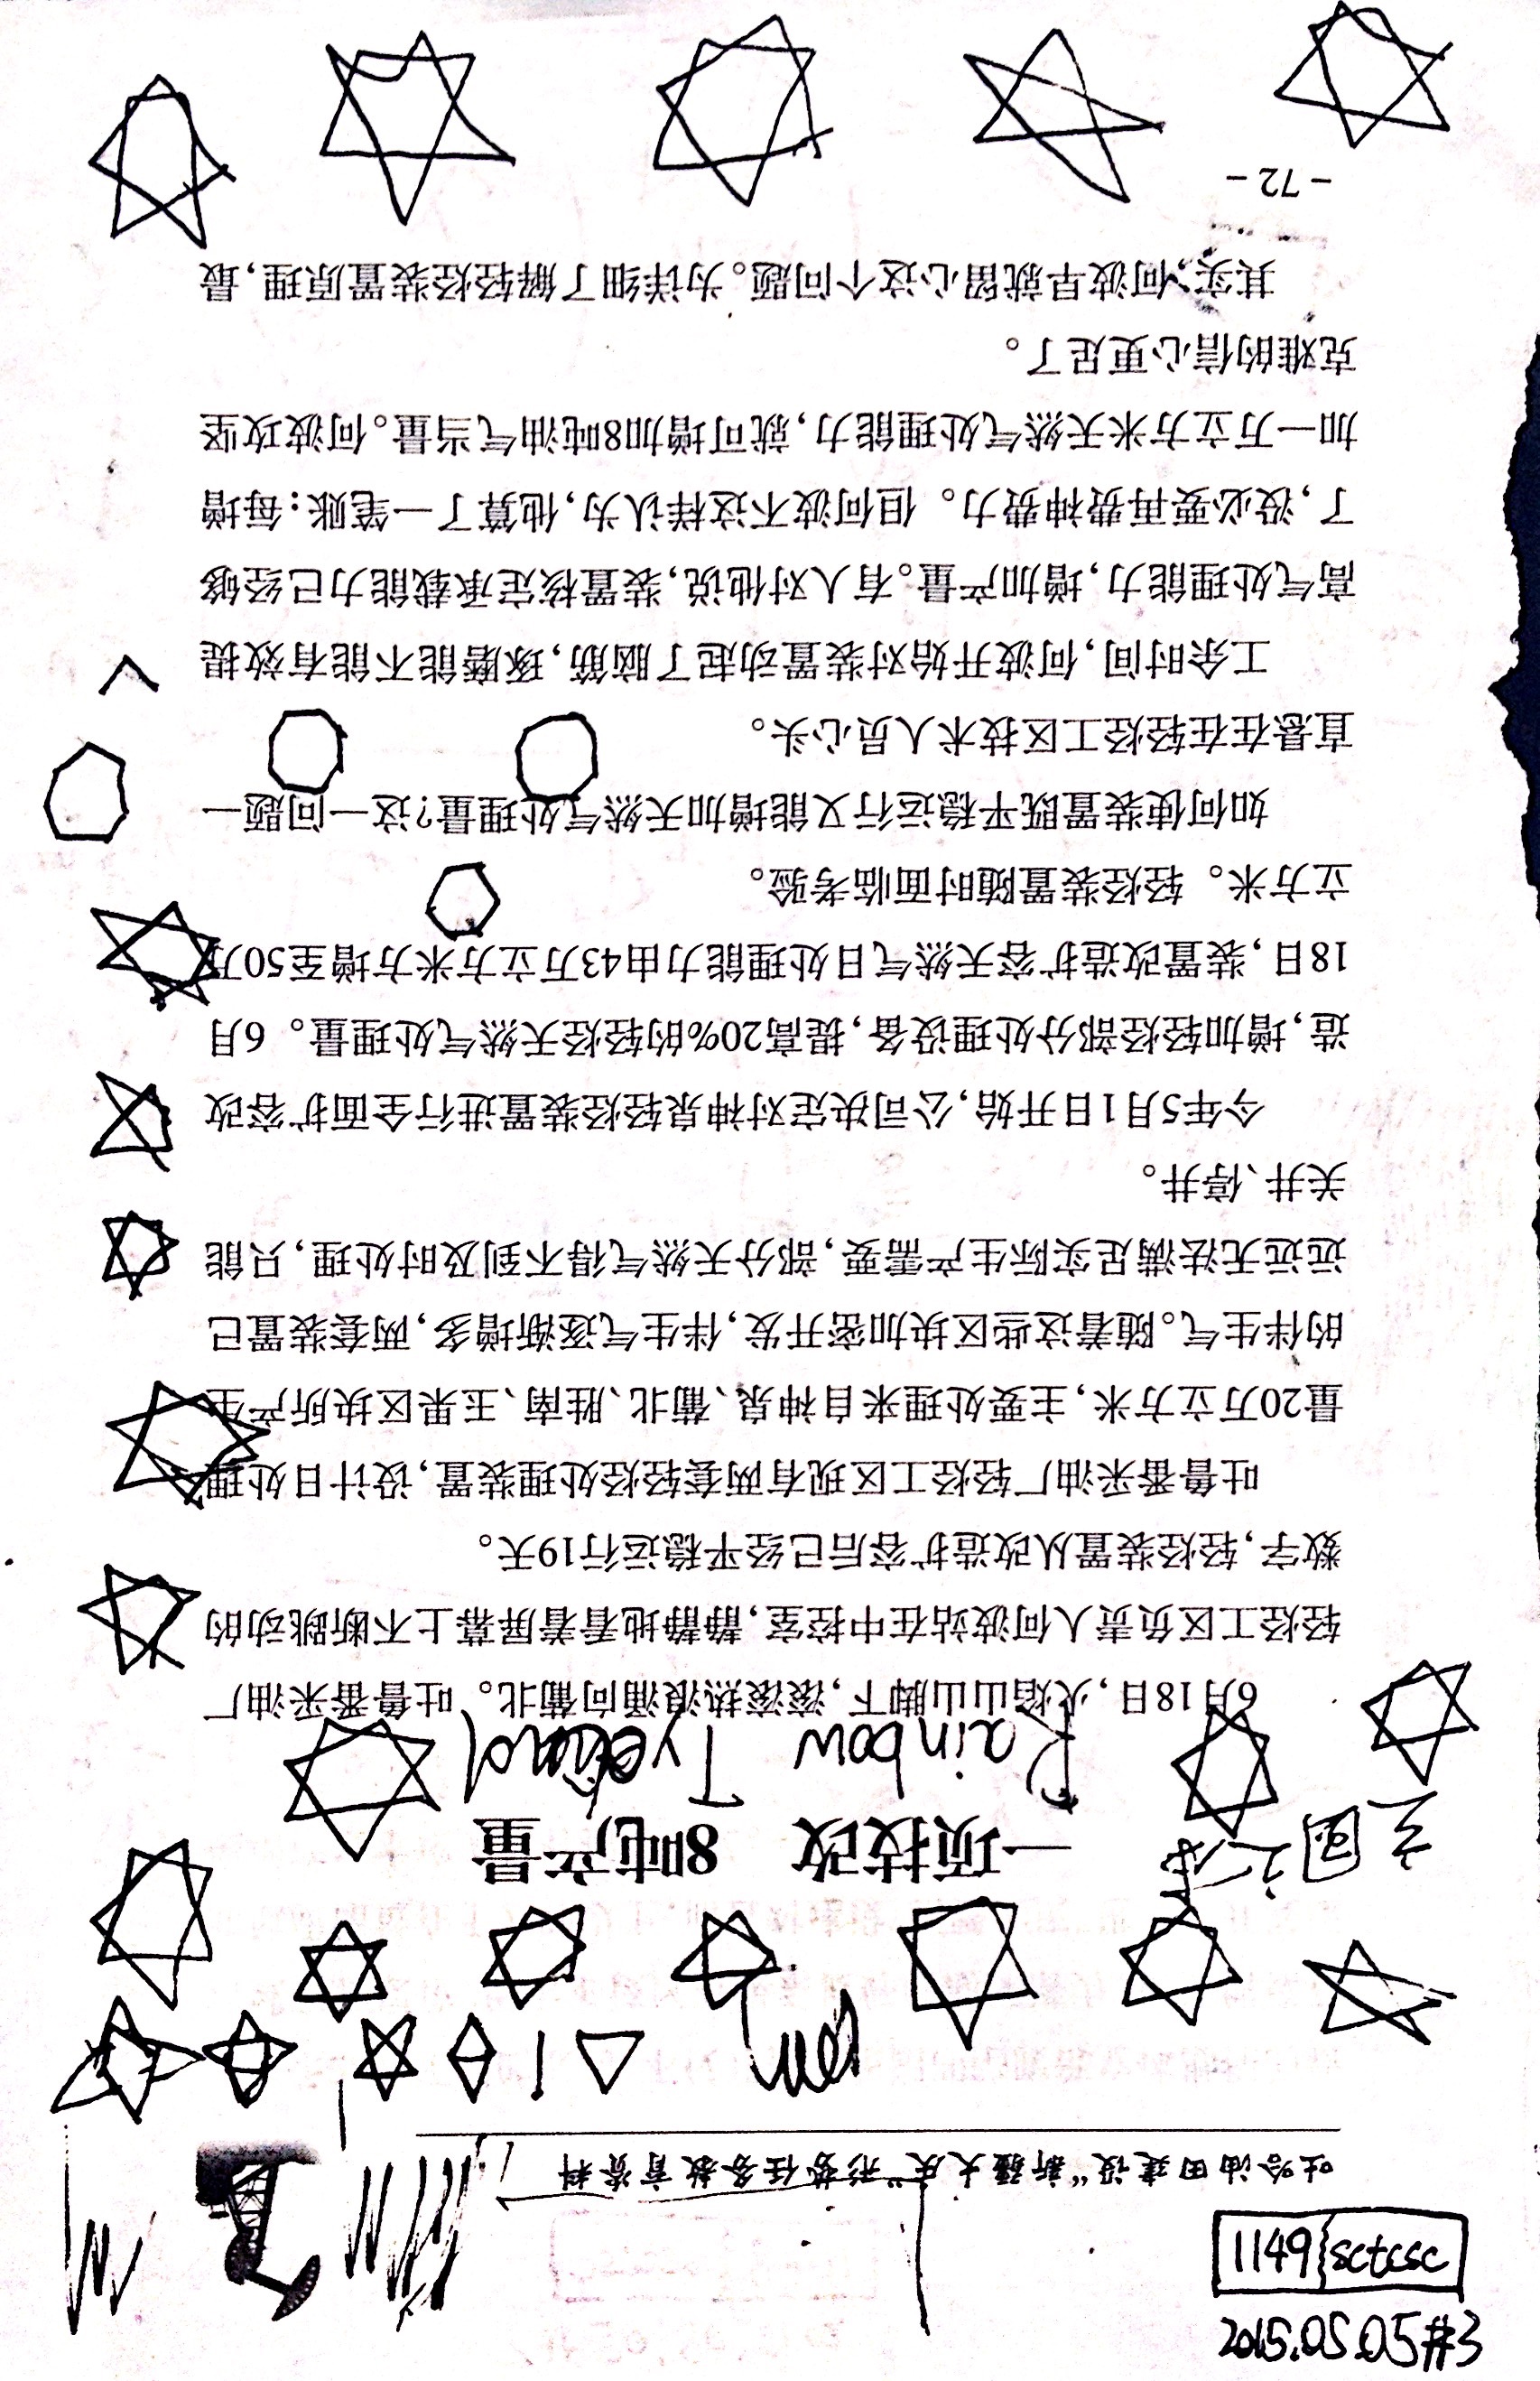 吐哈油田建设“新疆大庆”形势任务教育资料
一项技改 8吨产量
Rainbow
6月18日，火焰山山脚下，滚滚热浪涌向葡北。吐鲁番采油厂
轻烃工区负责人何波站在中控室，静静地看着屏幕上不断跳动的
数字，轻烃装置从改造扩容后已经平稳运行19天。
吐鲁番采油厂轻烃工区现有两套轻烃处理装置，设计日处理
量20万立方米，主要处理来自神泉、葡北、胜南、玉果区块所产生
的伴生气。随着这些区块加密开发，伴生气逐渐增多，两套装置已
远远无法满足实际生产需要，部分天然气得不到及时处理，只能
关井、停井。
今年5月1日开始，公司决定对神泉轻烃装置进行全面扩容改
造，增加轻烃部分处理设备，提高20%的轻烃天然气处理量。6月
18日，装置改造扩容天然气日处理能力由43万立方米方增至50万
立方米。轻烃装置随时面临考验。
如何使装置既平稳运行又能增加天然气处理量？这一问题一
直悬在在轻烃工区技术人员心头。
工余时间，何波开始对装置动起了脑筋，琢磨能不能有效提
高气处理能力，增加产量。有人对他说，装置核定承载能力已经够
了，没必要再费神费力。但何波不这样认为，他算了一笔账：每增
加一万立方米天然气处理能力，就可增加8吨油气当量。何波攻坚
克难的信心更足了。
其实，何波早就留心这个问题。为详细了解轻烃装置原理，最
- 72 -
1149 sctcsc
2015.05.05#3